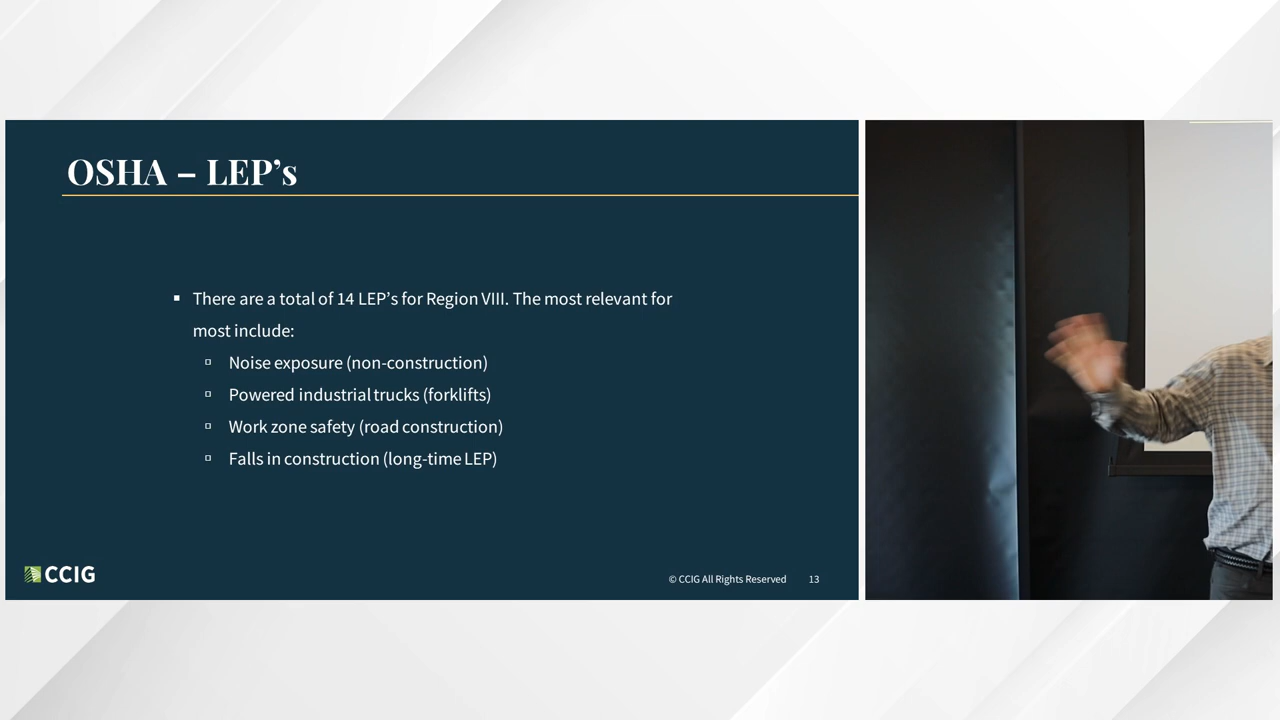 OSHA – LEP’s
There are a total of 14 LEP’s for Region VIII. The most relevant for
most include:
Noise exposure (non-construction)
Powered industrial trucks (forklifts)
Work zone safety (road construction)
Falls in construction (long-time LEP)
CCIG
© CCIG All Rights Reserved 13